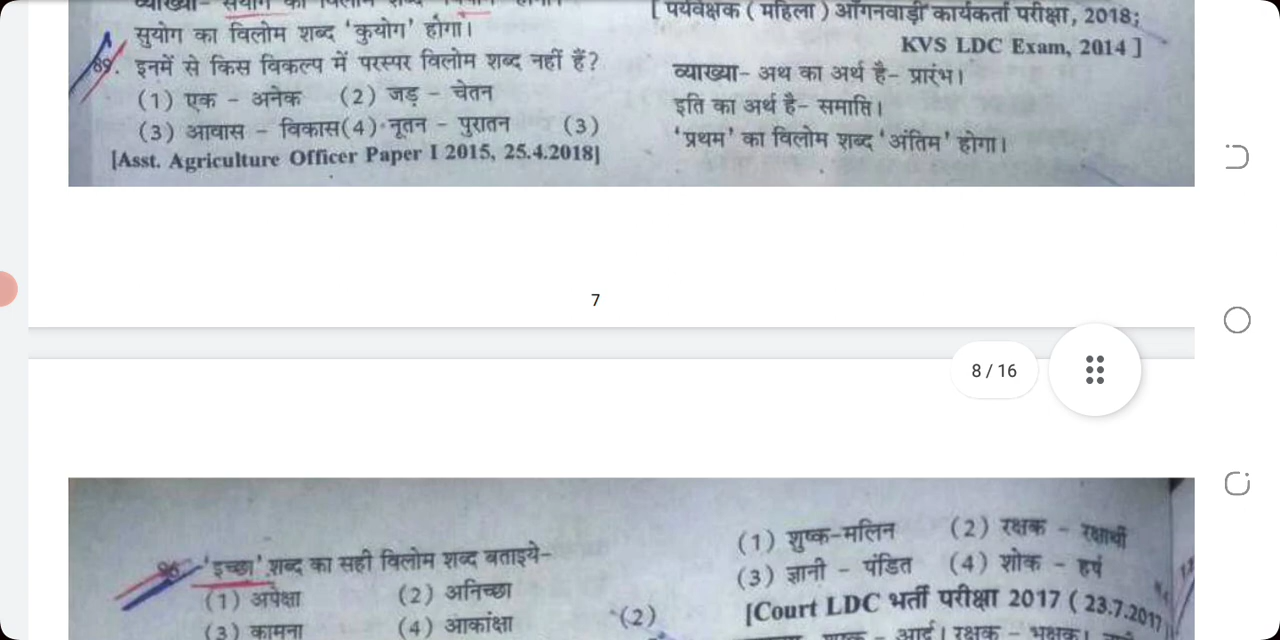 सुयोग का विलोम शब्द 'कुयोग' होगा।
89. इनमें से किस विकल्प में परस्पर विलोम शब्द नहीं हैं?
(1) एक - अनेक (2) जड़ - चेतन
(3) आवास - विकास(4) नूतन - पुरातन (3)
[Asst. Agriculture Officer Paper I 2015, 25.4.2018]
[ पर्यवेक्षक ( महिला ) आँगनवाड़ी कार्यकर्ता परीक्षा, 2018;
KVS LDC Exam, 2014 ]
व्याख्या- अथ का अर्थ है- प्रारंभ।
इति का अर्थ है- समाप्ति।
'प्रथम' का विलोम शब्द 'अंतिम' होगा।
7
8 / 16
'इच्छा' शब्द का सही विलोम शब्द बताइये-
(1) अपेक्षा (2) अनिच्छा
(3) कामना (4) आकांक्षा (2)
(1) शुष्क-मलिन (2) रक्षक - रक्षार्थी
(3) ज्ञानी - पंडित (4) शोक - हर्ष
[Court LDC भर्ती परीक्षा 2017 ( 23.7.2017